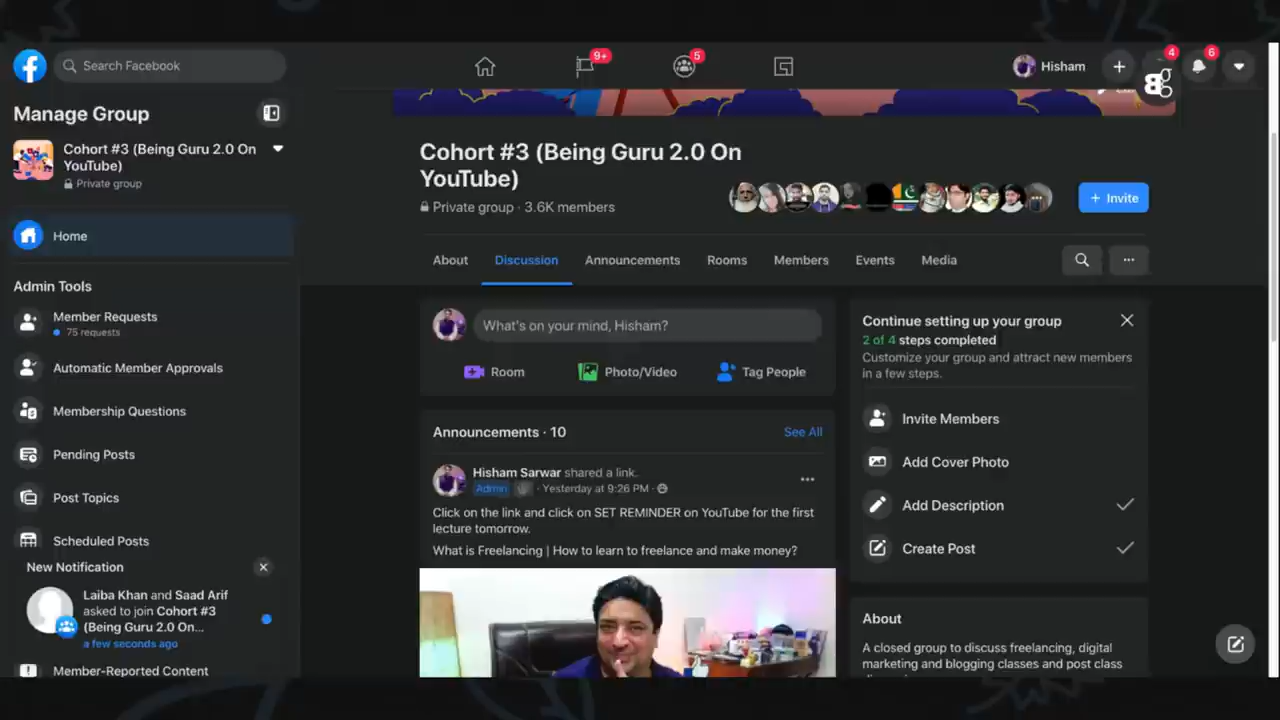 Search Facebook
9+
5
Hisham
4
6
Manage Group
Cohort #3 (Being Guru 2.0 On
YouTube)
Private group
Home
Admin Tools
Member Requests
75 requests
Automatic Member Approvals
Membership Questions
Pending Posts
Post Topics
Scheduled Posts
New Notification
Laiba Khan and Saad Arif
asked to join Cohort #3
(Being Guru 2.0 On...
a few seconds ago
Member-Reported Content
Cohort #3 (Being Guru 2.0 On
YouTube)
Private group · 3.6K members
+ Invite
About
Discussion
Announcements
Rooms
Members
Events
Media
What's on your mind, Hisham?
Room
Photo/Video
Tag People
Announcements · 10
See All
Hisham Sarwar shared a link.
Admin · Yesterday at 9:26 PM ·
Click on the link and click on SET REMINDER on YouTube for the first
lecture tomorrow.
What is Freelancing | How to learn to freelance and make money?
Continue setting up your group
2 of 4 steps completed
Customize your group and attract new members
in a few steps.
Invite Members
Add Cover Photo
Add Description
Create Post
About
A closed group to discuss freelancing, digital
marketing and blogging classes and post class